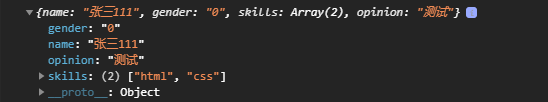 ▼{name: "张三111", gender: "0", skills: Array(2), opinion: "测试"} i
gender: "0"
name: "张三111"
opinion: "测试"
▶ skills: (2) ["html", "css"]
▶ __proto__: Object